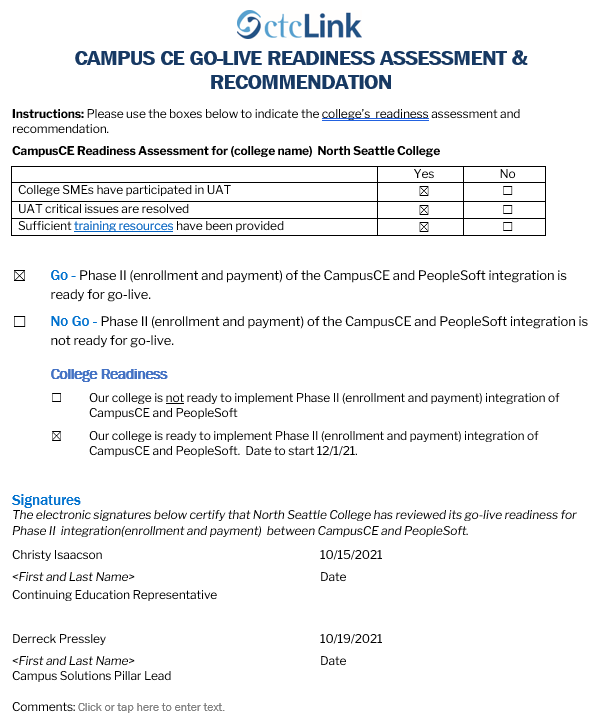 ctcLink
CAMPUS CE GO-LIVE READINESS ASSESSMENT &
RECOMMENDATION
Instructions: Please use the boxes below to indicate the college's  readiness assessment and
recommendation.
CampusCE Readiness Assessment for (college name)  North Seattle College
Yes No
College SMEs have participated in UAT ☒ ☐
UAT critical issues are resolved ☒ ☐
Sufficient training resources have been provided ☒ ☐
☒ Go - Phase II (enrollment and payment) of the CampusCE and PeopleSoft integration is
ready for go-live.
☐ No Go - Phase II (enrollment and payment) of the CampusCE and PeopleSoft integration is
not ready for go-live.
College Readiness
☐ Our college is not ready to implement Phase II (enrollment and payment) integration of
CampusCE and PeopleSoft
☒ Our college is ready to implement Phase II (enrollment and payment) integration of
CampusCE and PeopleSoft.  Date to start 12/1/21.
Signatures
The electronic signatures below certify that North Seattle College has reviewed its go-live readiness for
Phase II  integration(enrollment and payment)  between CampusCE and PeopleSoft.
Christy Isaacson 10/15/2021
<First and Last Name> Date
Continuing Education Representative
Derreck Pressley 10/19/2021
<First and Last Name> Date
Campus Solutions Pillar Lead
Comments: Click or tap here to enter text.